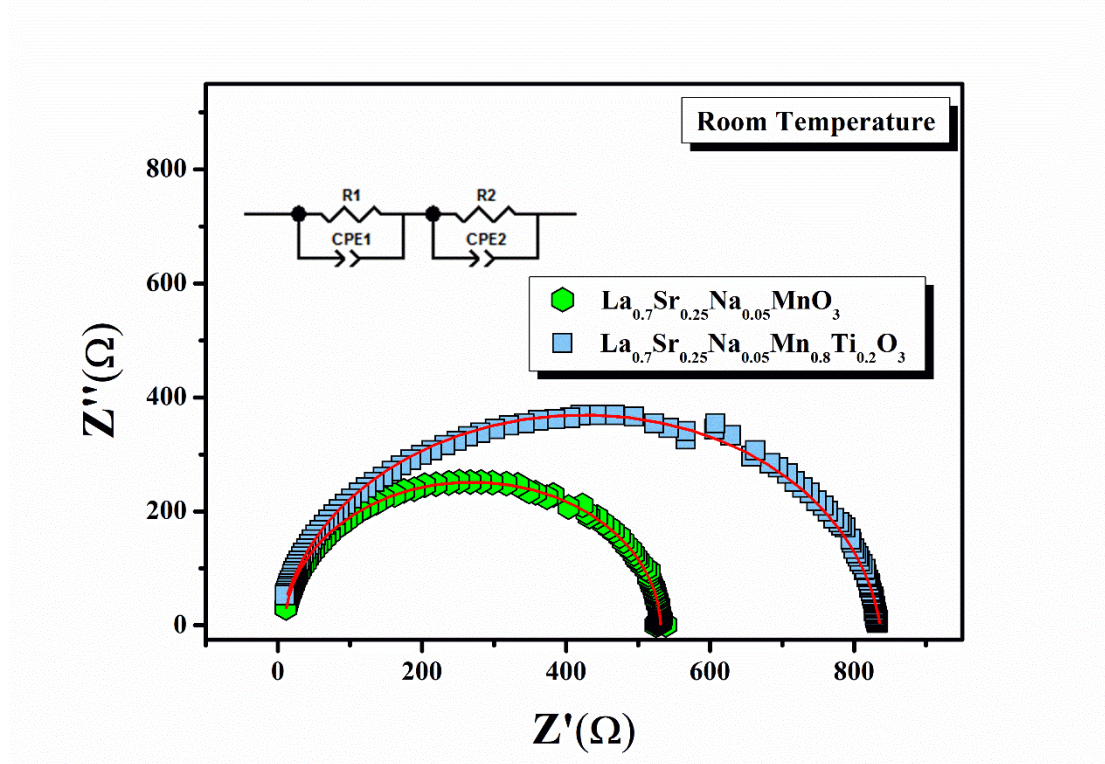 Room Temperature
800
R1
R2
CPE1
CPE2
600
La0.7Sr0.25Na0.05MnO3
La0.7Sr0.25Na0.05Mn0.8Ti0.2O3
400
200
0
Z''(Ω)
0
200
400
600
800
Z'(Ω)